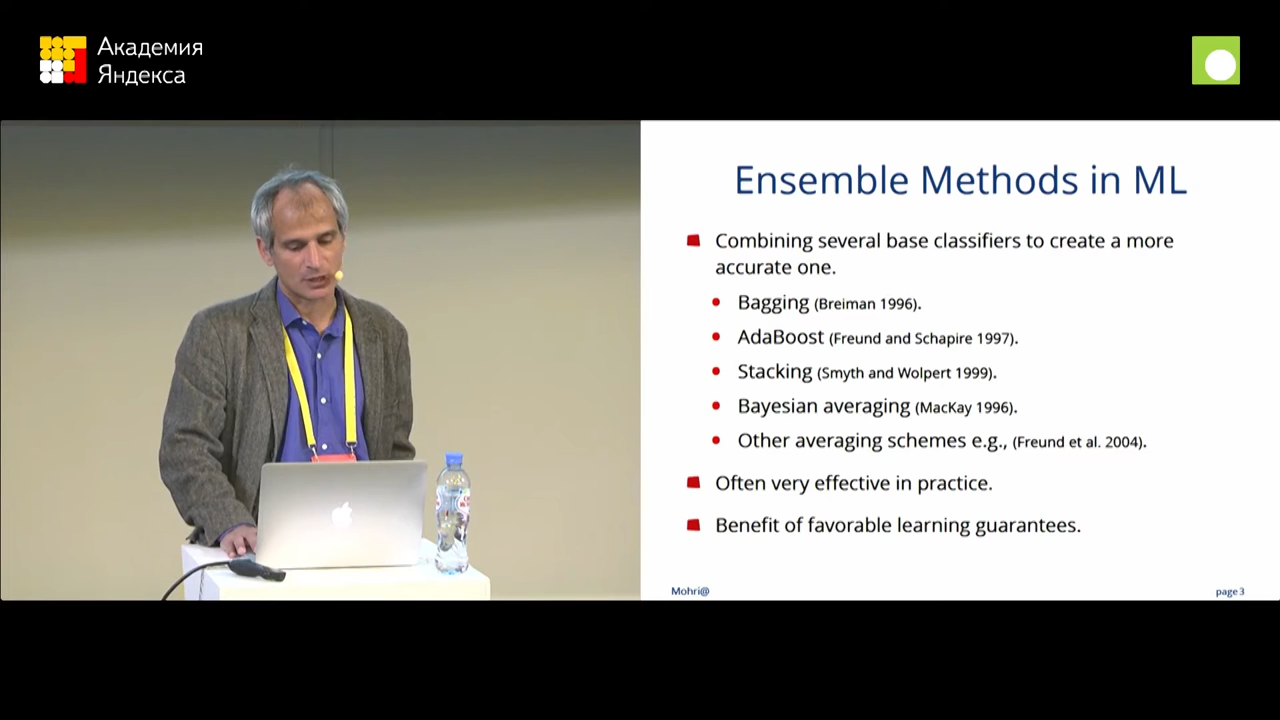 Академия
Яндекса
Ensemble Methods in ML
Combining several base classifiers to create a more
accurate one.
Bagging (Breiman 1996).
AdaBoost (Freund and Schapire 1997).
Stacking (Smyth and Wolpert 1999).
Bayesian averaging (MacKay 1996).
Other averaging schemes e.g., (Freund et al. 2004).
Often very effective in practice.
Benefit of favorable learning guarantees.
Mohri@
page 3